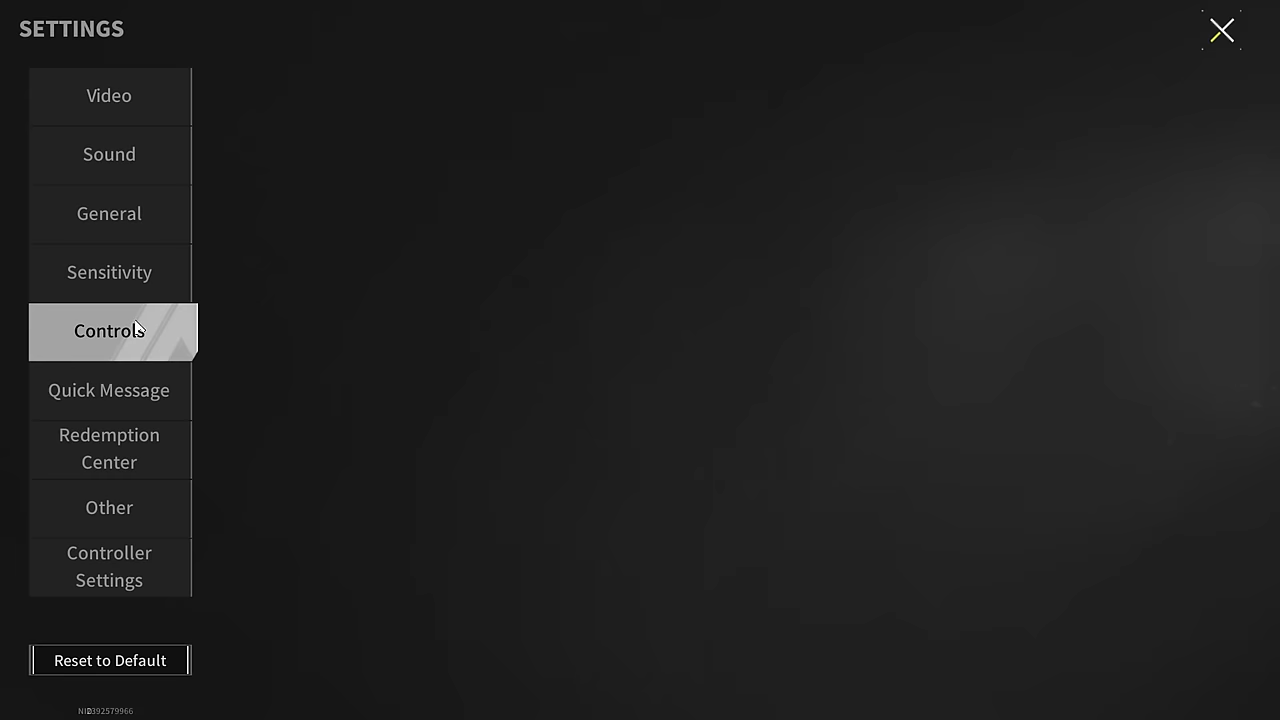 SETTINGS
Video
Sound
General
Sensitivity
Controls
Quick Message
Redemption
Center
Other
Controller
Settings
Reset to Default